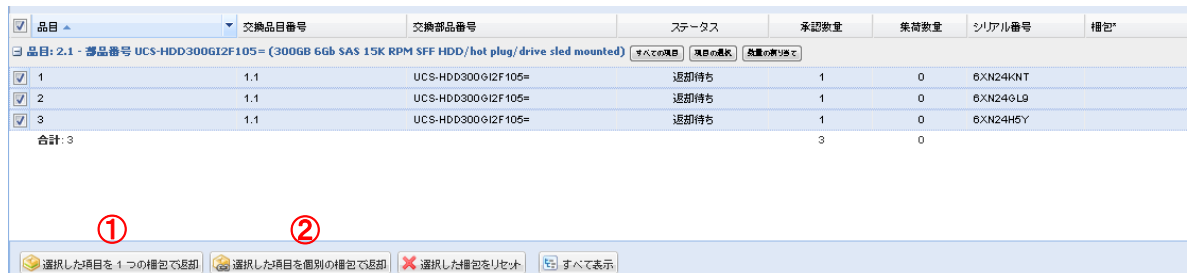 品目 交換品目番号 交換部品番号 ステータス 承認数量 集荷数量 シリアル番号 梱包*
品目: 2.1 - 部品番号 UCS-HDD300GI2F105= (300GB 6Gb SAS 15K RPM SFF HDD/hot plug/drive sled mounted) すべての項目 項目の選択 数量の割り当て
1 1.1 UCS-HDD300GI2F105= 返却待ち 1 0 6XN24KNT
2 1.1 UCS-HDD300GI2F105= 返却待ち 1 0 6XN24GL9
3 1.1 UCS-HDD300GI2F105= 返却待ち 1 0 6XN24H5Y
合計: 3 3 0
① ②
選択した項目を 1 つの梱包で返却 選択した項目を個別の梱包で返却 選択した梱包をリセット すべて表示